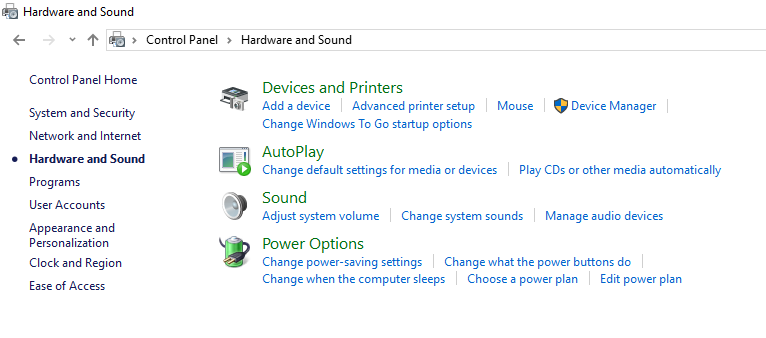 Hardware and Sound
Control Panel > Hardware and Sound
Control Panel Home
System and Security
Network and Internet
Hardware and Sound
Programs
User Accounts
Appearance and
Personalization
Clock and Region
Ease of Access
Devices and Printers
Add a device | Advanced printer setup | Mouse | Device Manager |
Change Windows To Go startup options
AutoPlay
Change default settings for media or devices | Play CDs or other media automatically
Sound
Adjust system volume | Change system sounds | Manage audio devices
Power Options
Change power-saving settings | Change what the power buttons do |
Change when the computer sleeps | Choose a power plan | Edit power plan